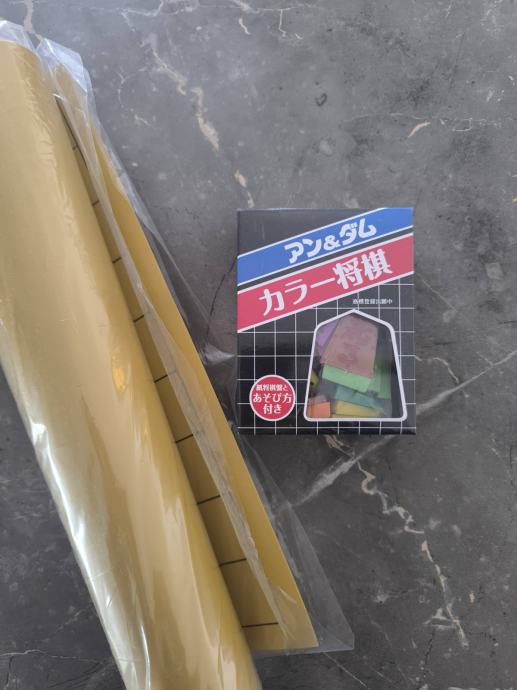 アン&ダム
カラー将棋
商標登録出願中
紙判将棋盤と
あそび方
付き